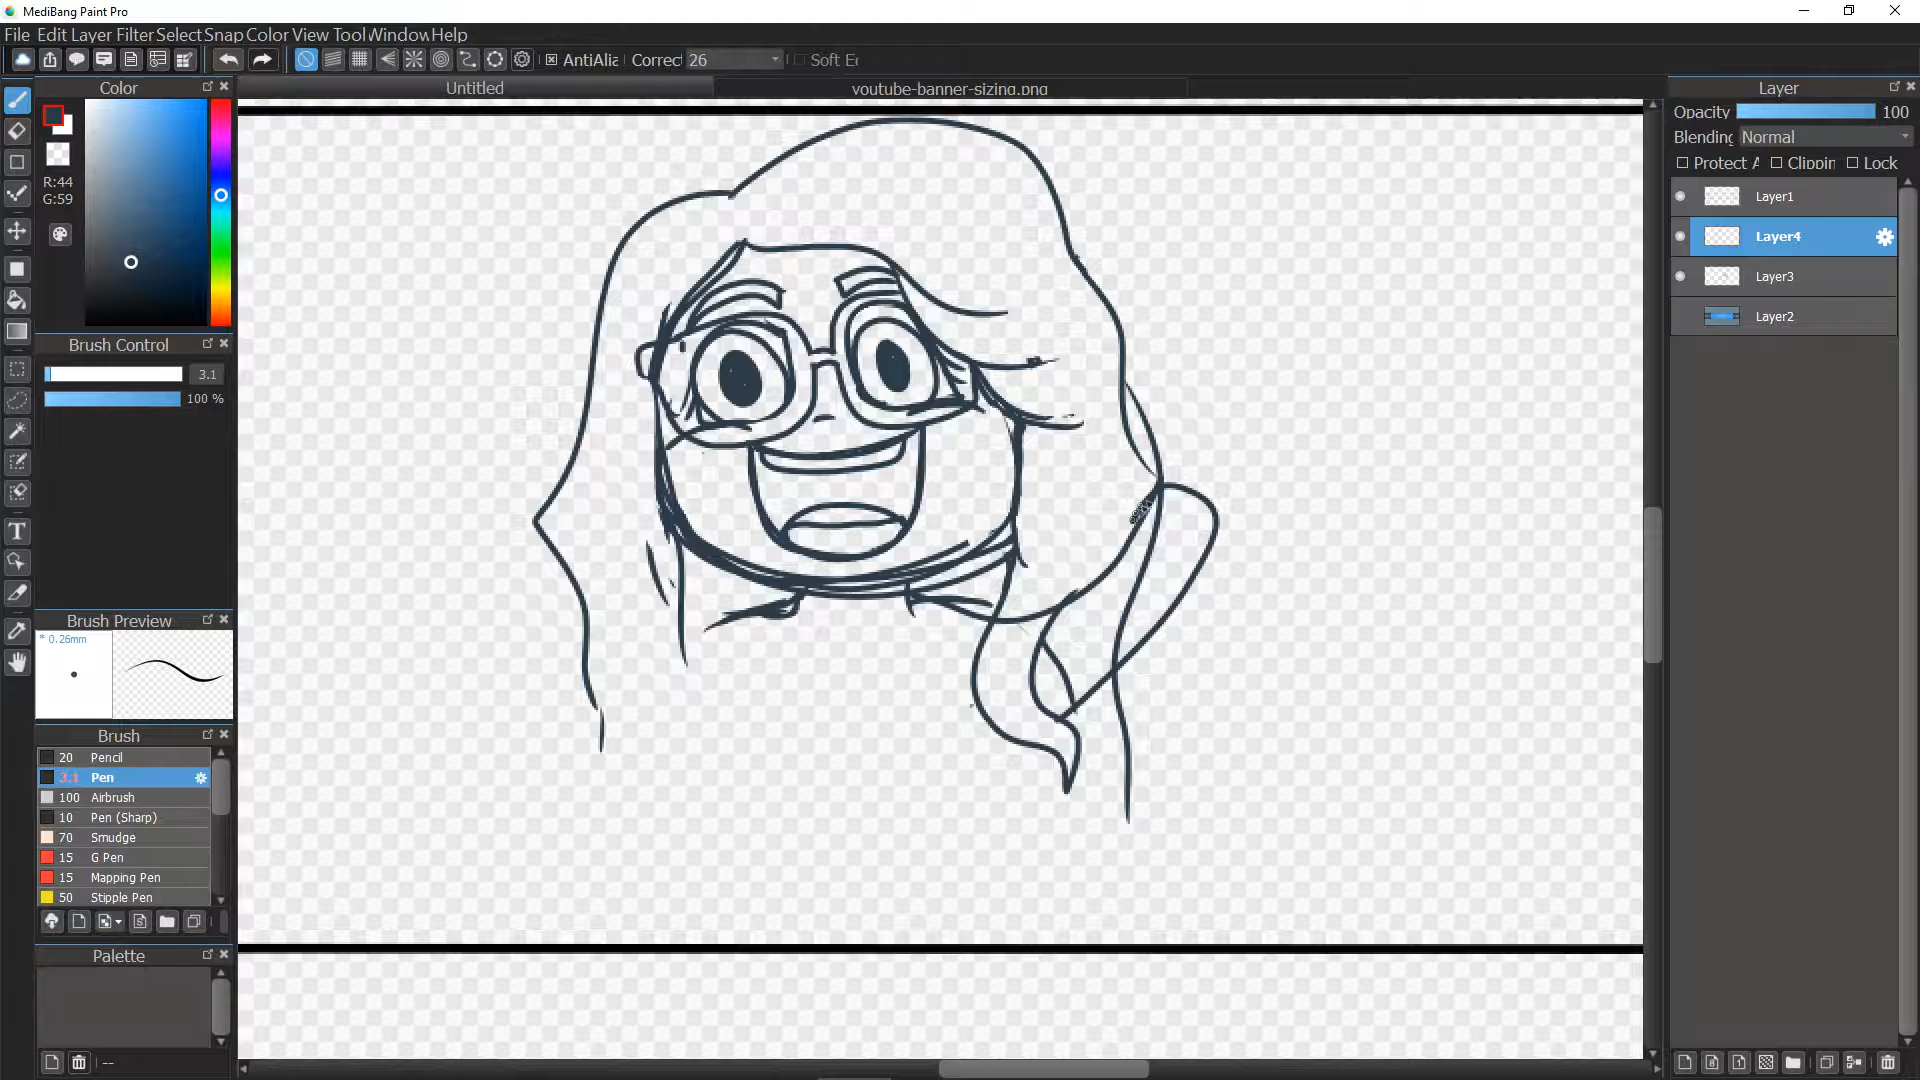 MediBang Paint Pro
File Edit Layer Filter Select Snap Color View Tool Window Help
AntiAlia Correct 26 Soft Ed
Color
Untitled
youtube-banner-sizing.png
Layer
Opacity 100
Blending Normal
Protect A Clippin Lock
R:44
G:59
Layer1
Layer4
Layer3
Layer2
Brush Control
3.1
100 %
Brush Preview
* 0.26mm
Brush
20 Pencil
3.1 Pen
100 Airbrush
10 Pen (Sharp)
70 Smudge
15 G Pen
15 Mapping Pen
50 Stipple Pen
Palette
--
T